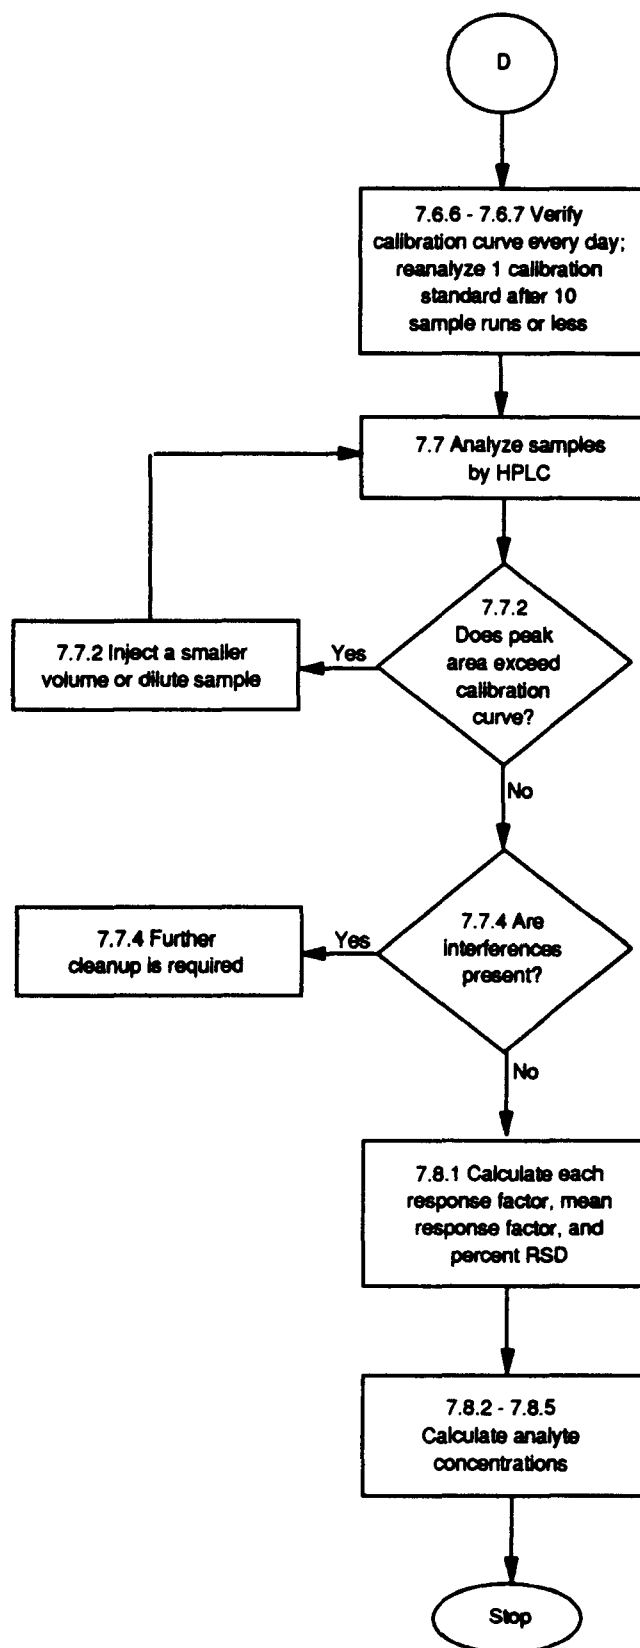 D
7.6.6 - 7.6.7 Verify
calibration curve every day;
reanalyze 1 calibration
standard after 10
sample runs or less
7.7 Analyze samples
by HPLC
7.7.2
Does peak
area exceed
calibration
curve?
Yes
7.7.2 Inject a smaller
volume or dilute sample
No
7.7.4 Are
interferences
present?
Yes
7.7.4 Further
cleanup is required
No
7.8.1 Calculate each
response factor, mean
response factor, and
percent RSD
7.8.2 - 7.8.5
Calculate analyte
concentrations
Stop